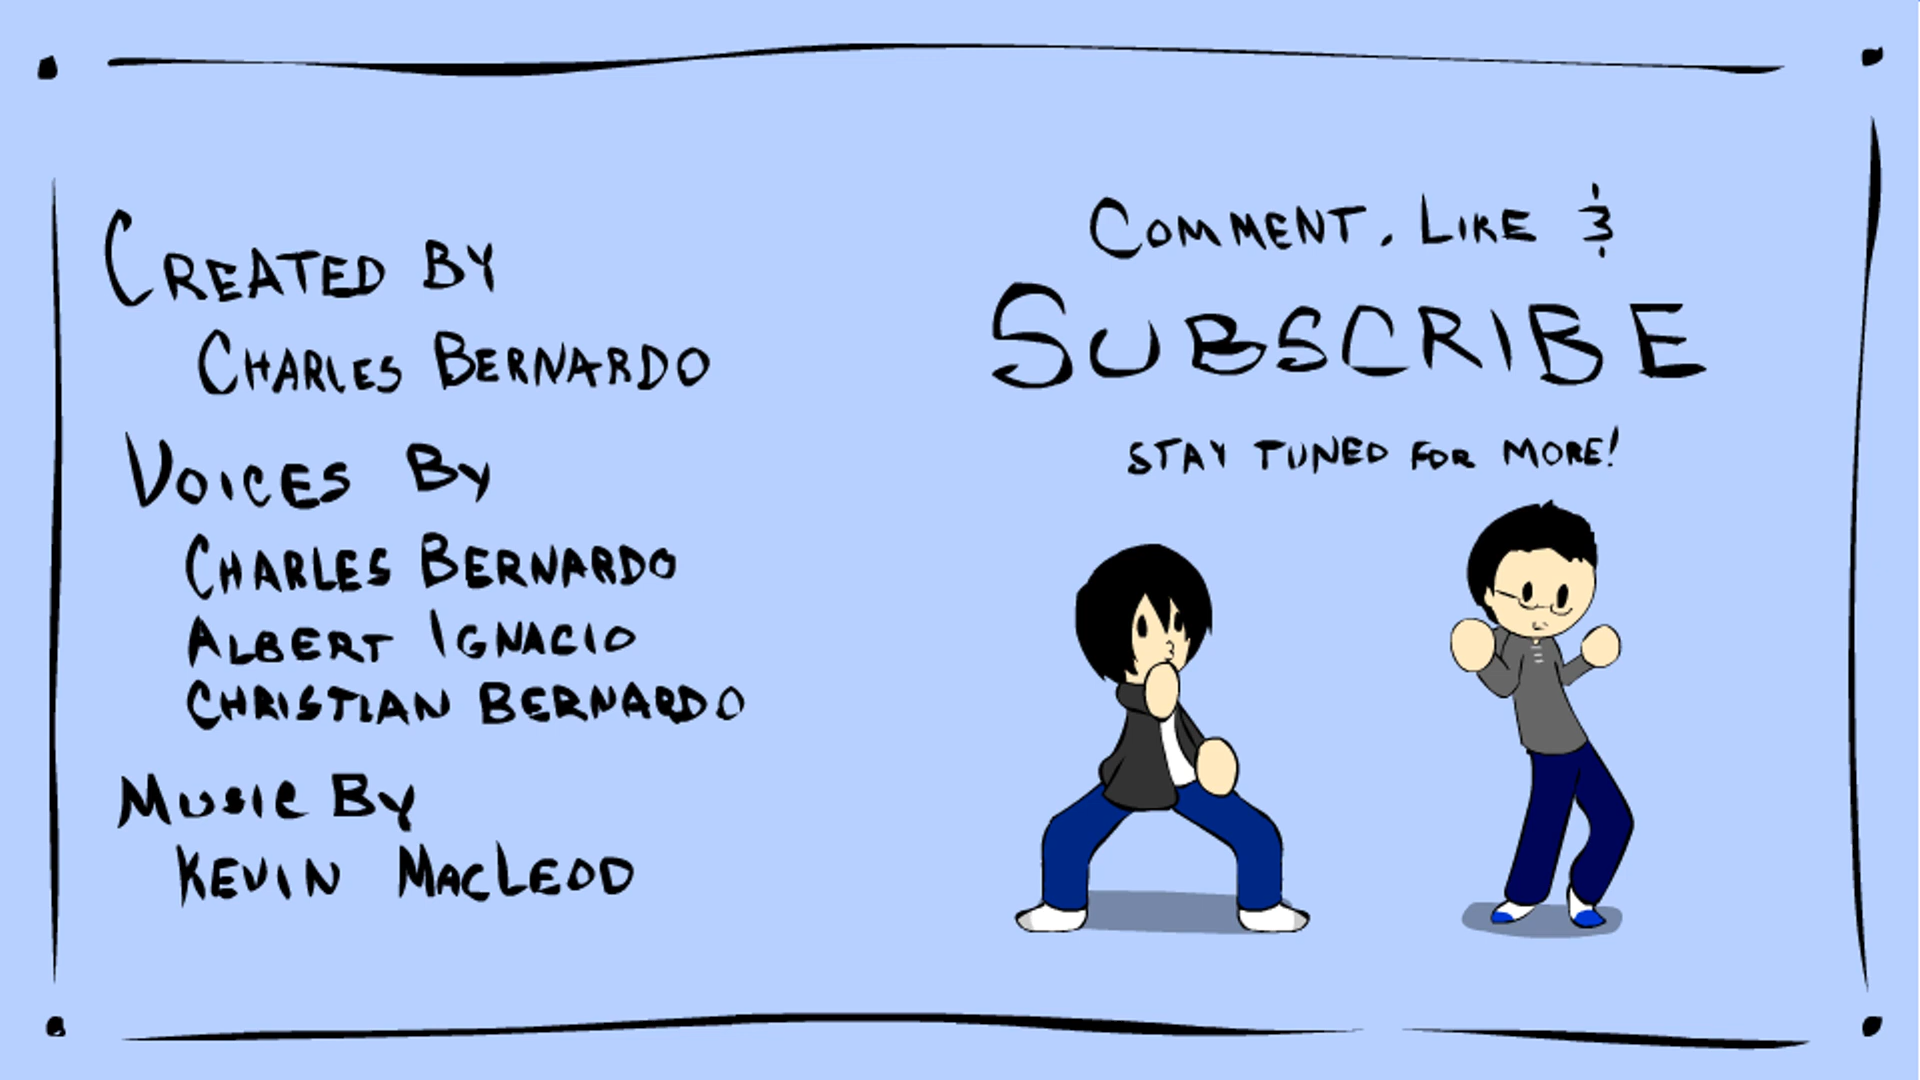 CREATED BY
CHARLES BERNARDO
VOICES BY
CHARLES BERNARDO
ALBERT IGNACIO
CHRISTIAN BERNARDO
MUSIC BY
KEVIN MACLEOD
COMMENT, LIKE &
SUBSCRIBE
STAY TUNED FOR MORE!